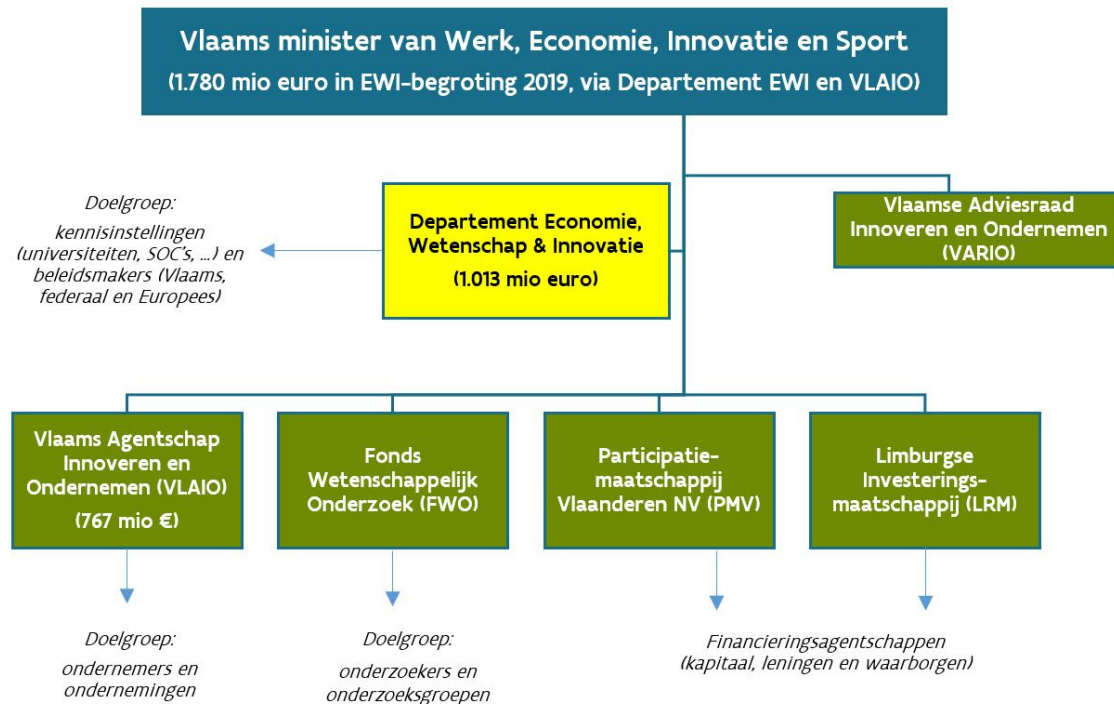 Vlaams minister van Werk, Economie, Innovatie en Sport
(1.780 mio euro in EWI-begroting 2019, via Departement EWI en VLAIO)
Doelgroep:
kennisinstellingen
(universiteiten, SOC's, ...) en
beleidsmakers (Vlaams,
federaal en Europees)
Departement Economie,
Wetenschap & Innovatie
(1.013 mio euro)
Vlaamse Adviesraad
Innoveren en Ondernemen
(VARIO)
Vlaams Agentschap
Innoveren en
Ondernemen (VLAIO)
(767 mio €)
Fonds
Wetenschappelijk
Onderzoek (FWO)
Participatie-
maatschappij
Vlaanderen NV (PMV)
Limburgse
Investerings-
maatschappij (LRM)
Doelgroep:
ondernemers en
ondernemingen
Doelgroep:
onderzoekers en
onderzoeksgroepen
Financieringsagentschappen
(kapitaal, leningen en waarborgen)